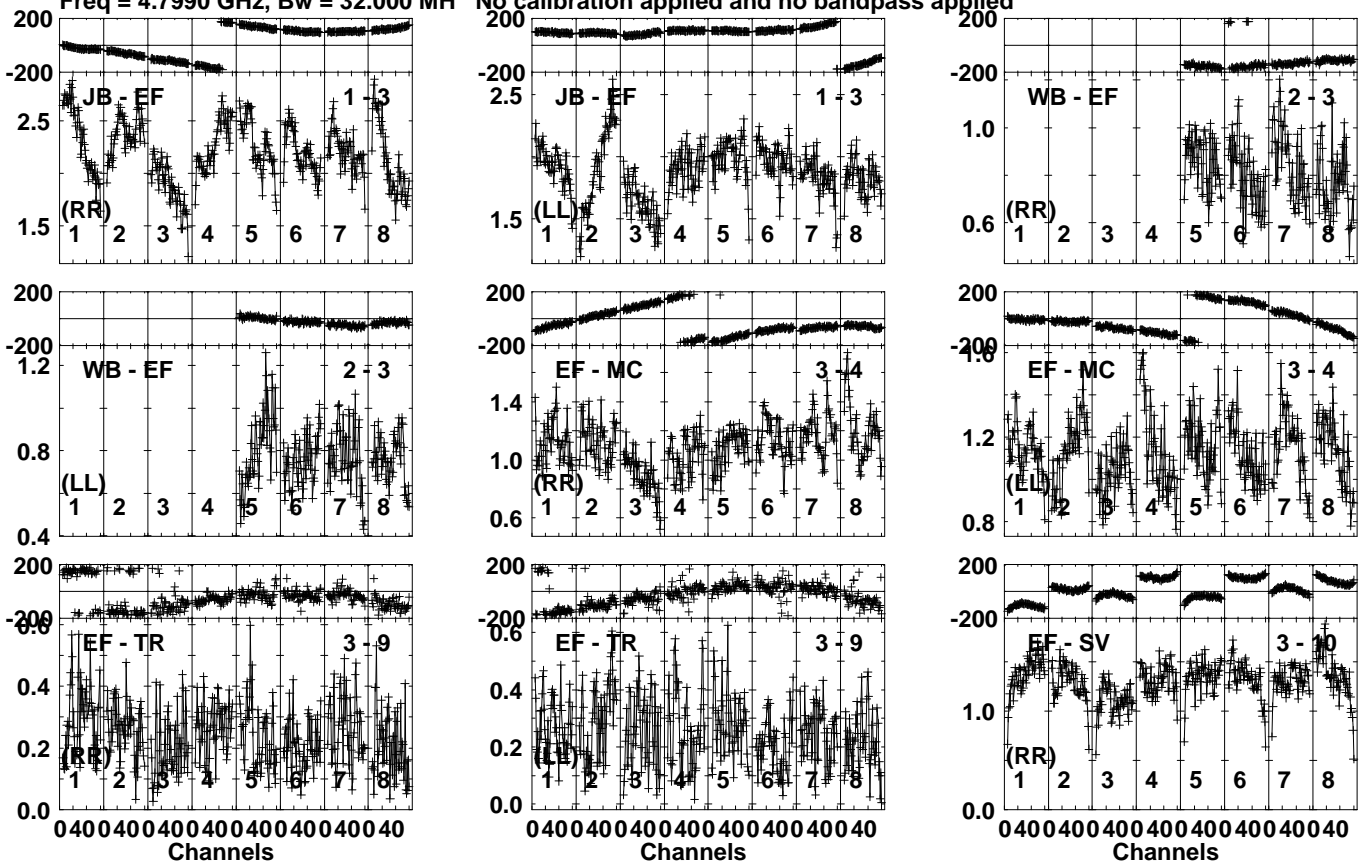 Freq = 4.7990 GHz, Bw = 32.000 MH No calibration applied and no bandpass applied
200 200 200
-200 -200 -200
JB - EF 1 - 3 JB - EF 1 - 3 WB - EF 2 - 3
2.5 2.5 1.0
(RR) (LL) (RR)
1.5 1.5 0.6
1 2 3 4 5 6 7 8 1 2 3 4 5 6 7 8 1 2 3 4 5 6 7 8
200 200 200
-200 -200 -200
1.2 1.6
WB - EF 2 - 3 EF - MC 3 - 4 EF - MC 3 - 4
1.4 1.2
0.8 1.0
(LL) (RR) (LL)
1 2 3 4 5 6 7 8 1 2 3 4 5 6 7 8 1 2 3 4 5 6 7 8
0.4 0.6 0.8
200 200 200
-200 -200 -200
0.6 0.6
EF - TR 3 - 9 EF - TR 3 - 9 EF - SV 3 - 10
0.4 0.4 1.0
0.2 0.2
(RR) (LL) (RR)
1 2 3 4 5 6 7 8 1 2 3 4 5 6 7 8 1 2 3 4 5 6 7 8
0.0 0.0 0.0
0 40 0 40 0 40 0 40 0 40 0 40 0 40 0 40 0 40 0 40 0 40 0 40 0 40 0 40 0 40 0 40 0 40 0 40 0 40 0 40 0 40 0 40 0 40 0 40
Channels Channels Channels